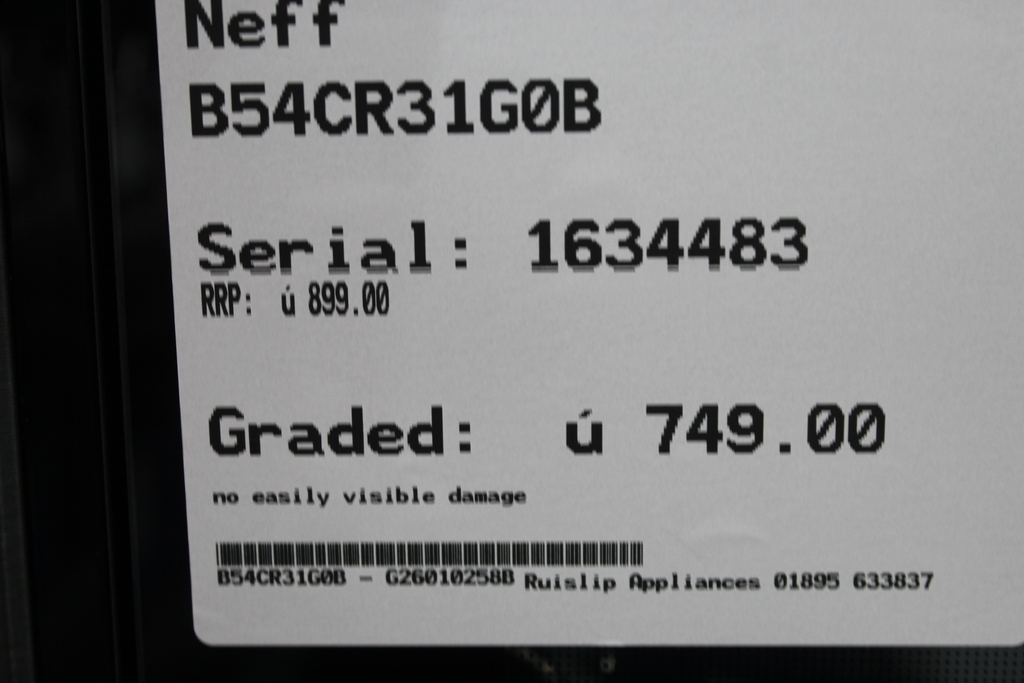 Neff
B54CR31G0B
Serial: 1634483
RRP: ú 899.00
Graded: ú 749.00
no easily visible damage
B54CR31G0B - G26010258B Ruislip Appliances 01895 633837